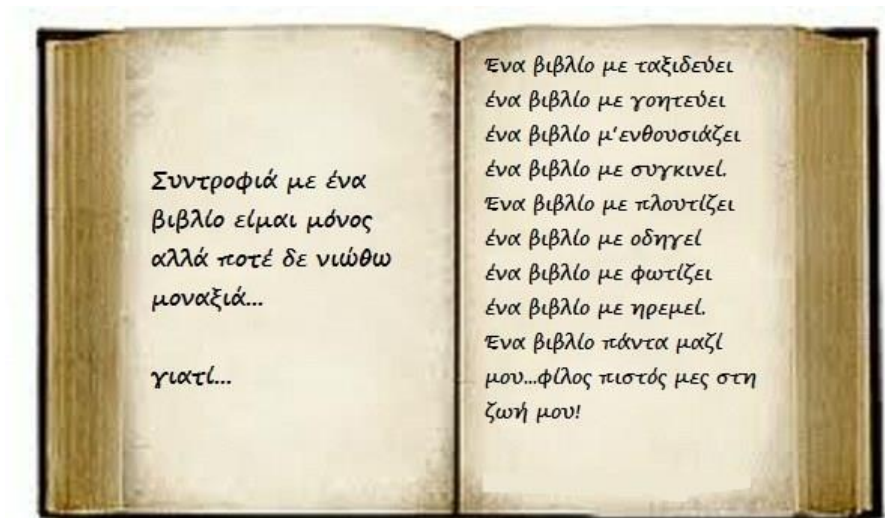 Συντροφιά με ένα
βιβλίο είμαι μόνος
αλλά ποτέ δε νιώθω
μοναξιά...
γιατί...
Ένα βιβλίο με ταξιδεύει
ένα βιβλίο με γοητεύει
ένα βιβλίο μ'ενθουσιάζει
ένα βιβλίο με συγκινεί.
Ένα βιβλίο με πλουτίζει
ένα βιβλίο με οδηγεί
ένα βιβλίο με φωτίζει
ένα βιβλίο με ηρεμεί.
Ένα βιβλίο πάντα μαζί
μου...φίλος πιστός μες στη
ζωή μου!